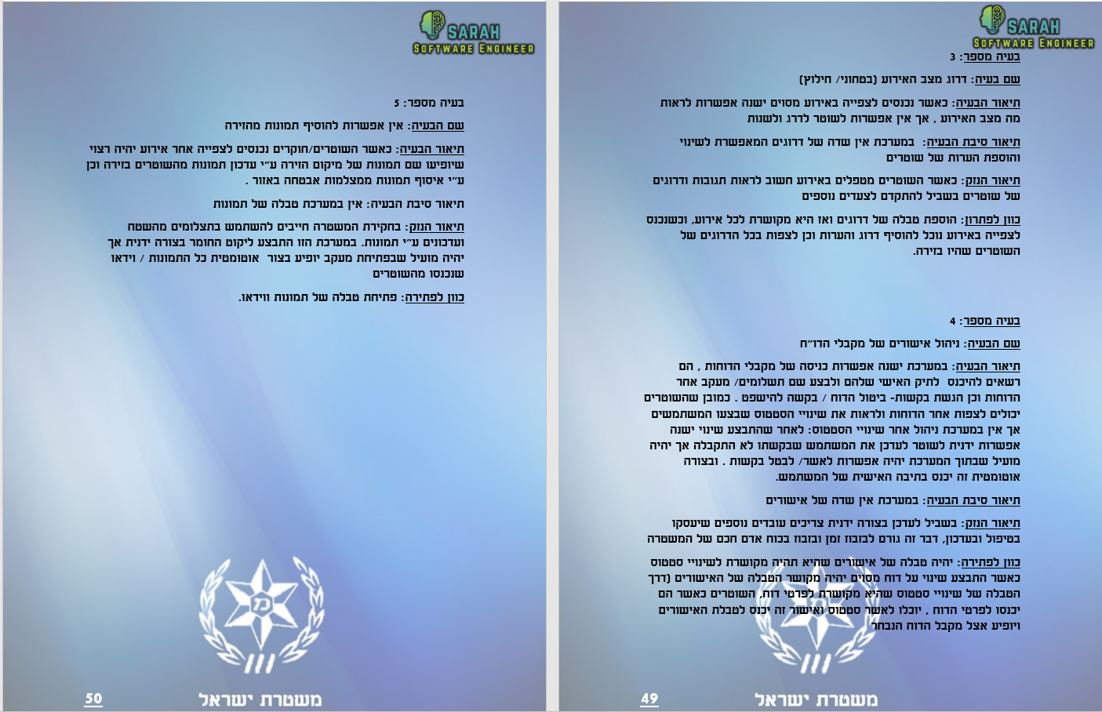 SARAH
SOFTWARE ENGINEER
בעיה מספר: 3
שם בעיה: דרוג מצב האירוע (בטחוני/ חילוץ)
תיאור הבעיה: כאשר נכנסים לצפייה באירוע מסוים ישנה אפשרות לראות
מה מצב האירוע , אך אין אפשרות לשוטר לדרג ולשנות
תיאור סיבת הבעיה: במערכת אין שדה של דרוגים המאפשרת לשינוי
והוספת הערות של שוטרים
תיאור הנזק: כאשר השוטרים מטפלים באירוע חשוב לראות תגובות ודרוגים
של שוטרים בשביל להתקדם לצעדים נוספים
כוון לפתרון: הוספת טבלה של דרוגים ואז היא מקושרת לכל אירוע, וכשנכנס
לצפייה באירוע נוכל להוסיף דרוג והערות וכן לצפות בכל הדרוגים של
השוטרים שהיו בזירה.
בעיה מספר: 4
שם הבעיה: ניהול אישורים של מקבלי הדו״ח
תיאור הבעיה: במערכת ישנה אפשרות כניסה של מקבלי הדוחות , הם
רשאים להיכנס לתיק האישי שלהם ולבצע שם תשלומים/ מעקב אחר
הדוחות וכן הגשת בקשות- ביטול הדוח / בקשה להישפט . כמובן שהשוטרים
יכולים לצפות אחר הדוחות ולראות את שינויי הסטטוס שבצעו המשתמשים
אך אין במערכת ניהול אחר שינויי הסטטוס: לאחר שהתבצע שינוי ישנה
אפשרות ידנית לשוטר לעדכן את המשתמש שבקשתו לא התקבלה אך יהיה
מועיל שבתוך המערכת יהיה אפשרות לאשר/ לבטל בקשות . ובצורה
אוטומטית זה יכנס בתיבה האישית של המשתמש.
תיאור סיבת הבעיה: במערכת אין שדה של אישורים
תיאור הנזק: בשביל לעדכן בצורה ידנית צריכים עובדים נוספים שיעסקו
בטיפול ובעדכון, דבר זה גורם לבזבוז זמן ובזבוז בכוח אדם חכם של המשטרה
כוון לפתירה: יהיה טבלה של אישורים שהיא תהיה מקושרת לשינויי סטטוס
כאשר התבצע שינוי על דוח מסוים יהיה מקושר הטבלה של האישורים (דרך
הטבלה של שינויי סטטוס שהיא מקושרת לפרטי דוח, השוטרים כאשר הם
יכנסו לפרטי הדוח , יוכלו לאשר סטטוס ואישור זה יכנס לטבלת האישורים
ויופיע אצל מקבל הדוח הנבחר
משטרת ישראל
49
SARAH
SOFTWARE ENGINEER
בעיה מספר: 5
שם הבעיה: אין אפשרות להוסיף תמונות מהזירה
תיאור הבעיה: כאשר השוטרים/חוקרים נכנסים לצפייה אחר אירוע יהיה רצוי
שיופיעו שם תמונות של מיקום הזירה ע״י עדכון תמונות מהשוטרים בזירה וכן
ע״י איסוף תמונות ממצלמות אבטחה באזור .
תיאור סיבת הבעיה: אין במערכת טבלה של תמונות
תיאור הנזק: בחקירת המשטרה חייבים להשתמש בתצלומים מהשטח
ועדכונים ע״י תמונות. במערכת הזו התבצע ליקוט החומר בצורה ידנית אך
יהיה מועיל שבפתיחת מעקב יופיע בצור אוטומטית כל התמונות / וידאו
שנכנסו מהשוטרים
כוון לפתירה: פתיחת טבלה של תמונות ווידאו.
משטרת ישראל
50